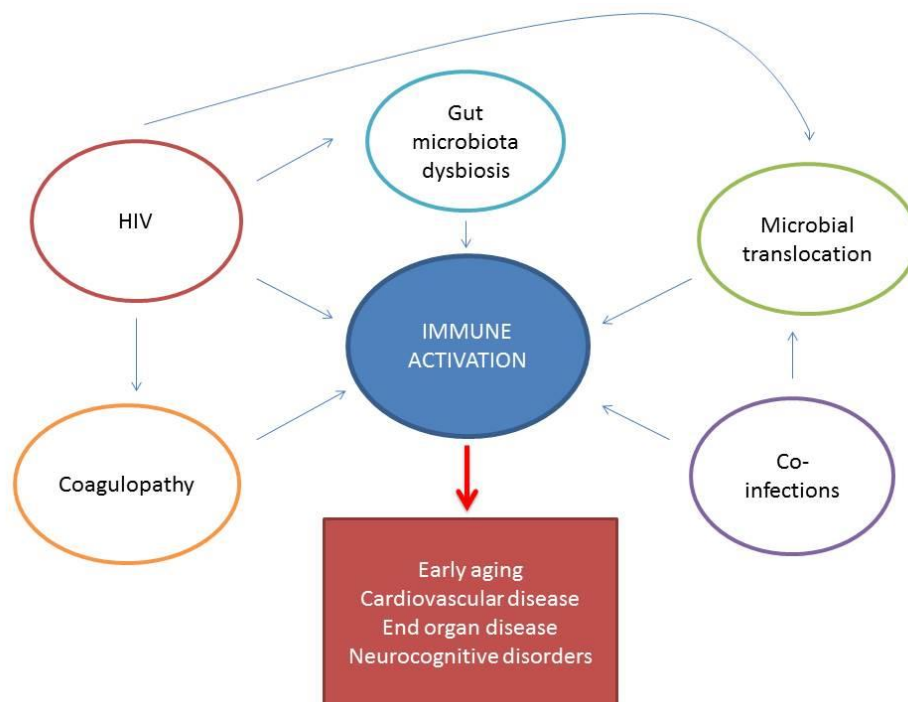 Gut
microbiota
dysbiosis
HIV
Microbial
translocation
IMMUNE
ACTIVATION
Coagulopathy
Co-
infections
Early aging
Cardiovascular disease
End organ disease
Neurocognitive disorders